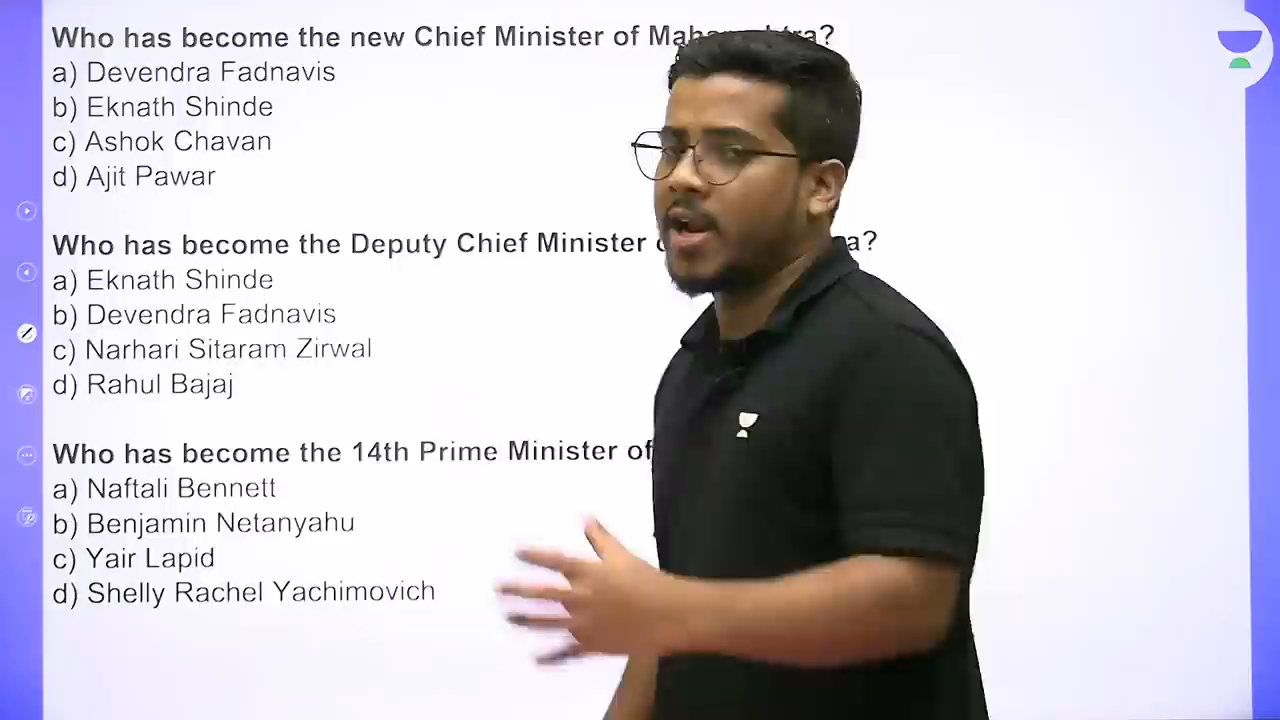 Who has become the new Chief Minister of
a) Devendra Fadnavis
b) Eknath Shinde
c) Ashok Chavan
d) Ajit Pawar
Who has become the Deputy Chief Minister
a) Eknath Shinde
b) Devendra Fadnavis
c) Narhari Sitaram Zirwal
d) Rahul Bajaj
Who has become the 14th Prime Minister of
a) Naftali Bennett
b) Benjamin Netanyahu
c) Yair Lapid
d) Shelly Rachel Yachimovich